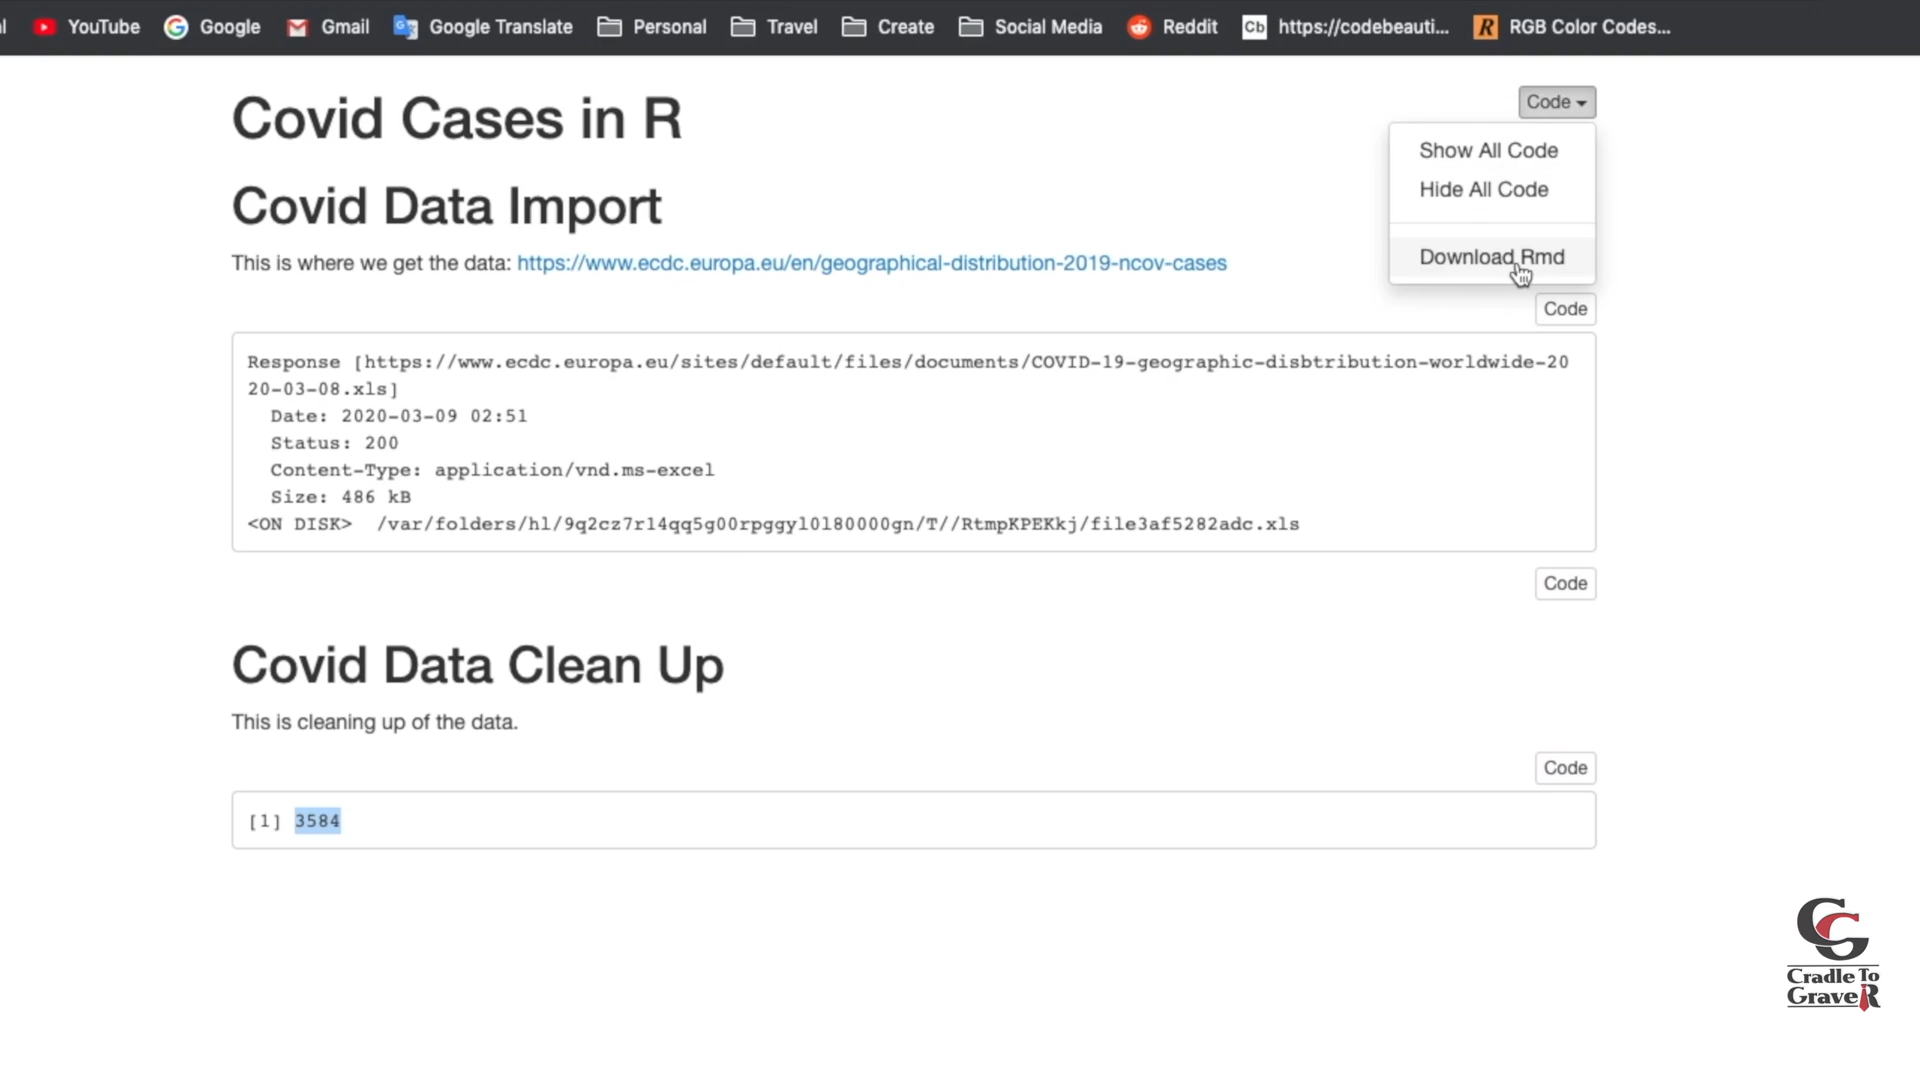 YouTube Google Gmail Google Translate Personal Travel Create Social Media Reddit https://codebeauti... RGB Color Codes...
Covid Cases in R
Code
Show All Code
Hide All Code
Download Rmd
Covid Data Import
This is where we get the data: https://www.ecdc.europa.eu/en/geographical-distribution-2019-ncov-cases
Code
Response [https://www.ecdc.europa.eu/sites/default/files/documents/COVID-19-geographic-disbtribution-worldwide-20
20-03-08.xls]
Date: 2020-03-09 02:51
Status: 200
Content-Type: application/vnd.ms-excel
Size: 486 kB
<ON DISK> /var/folders/hl/9q2cz7r14qq5g00rpggyl0l80000gn/T//RtmpKPEKkj/file3af5282adc.xls
Code
Covid Data Clean Up
This is cleaning up of the data.
Code
[1] 3584
Cradle To
GraveR